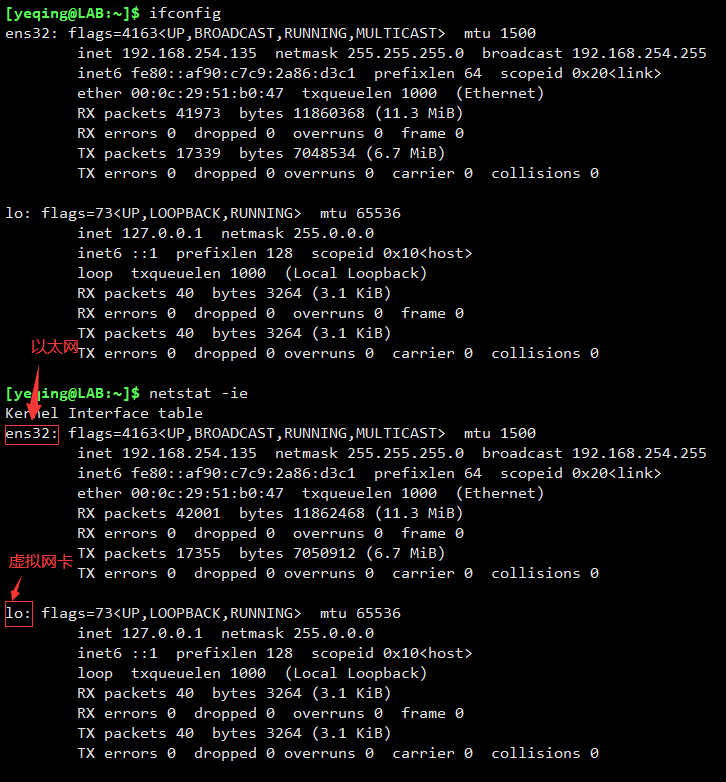 [yeqing@LAB:~]$ ifconfig
ens32: flags=4163<UP,BROADCAST,RUNNING,MULTICAST>  mtu 1500
        inet 192.168.254.135  netmask 255.255.255.0  broadcast 192.168.254.255
        inet6 fe80::af90:c7c9:2a86:d3c1  prefixlen 64  scopeid 0x20<link>
        ether 00:0c:29:51:b0:47  txqueuelen 1000  (Ethernet)
        RX packets 41973  bytes 11860368 (11.3 MiB)
        RX errors 0  dropped 0  overruns 0  frame 0
        TX packets 17339  bytes 7048534 (6.7 MiB)
        TX errors 0  dropped 0 overruns 0  carrier 0  collisions 0

lo: flags=73<UP,LOOPBACK,RUNNING>  mtu 65536
        inet 127.0.0.1  netmask 255.0.0.0
        inet6 ::1  prefixlen 128  scopeid 0x10<host>
        loop  txqueuelen 1000  (Local Loopback)
        RX packets 40  bytes 3264 (3.1 KiB)
        RX errors 0  dropped 0  overruns 0  frame 0
        TX packets 40  bytes 3264 (3.1 KiB)
以太网
        TX errors 0  dropped 0 overruns 0  carrier 0  collisions 0

[yeqing@LAB:~]$ netstat -ie
Kernel Interface table
ens32: flags=4163<UP,BROADCAST,RUNNING,MULTICAST>  mtu 1500
        inet 192.168.254.135  netmask 255.255.255.0  broadcast 192.168.254.255
        inet6 fe80::af90:c7c9:2a86:d3c1  prefixlen 64  scopeid 0x20<link>
        ether 00:0c:29:51:b0:47  txqueuelen 1000  (Ethernet)
        RX packets 42001  bytes 11862468 (11.3 MiB)
        RX errors 0  dropped 0  overruns 0  frame 0
        TX packets 17355  bytes 7050912 (6.7 MiB)
虚拟网卡
        TX errors 0  dropped 0 overruns 0  carrier 0  collisions 0

lo: flags=73<UP,LOOPBACK,RUNNING>  mtu 65536
        inet 127.0.0.1  netmask 255.0.0.0
        inet6 ::1  prefixlen 128  scopeid 0x10<host>
        loop  txqueuelen 1000  (Local Loopback)
        RX packets 40  bytes 3264 (3.1 KiB)
        RX errors 0  dropped 0  overruns 0  frame 0
        TX packets 40  bytes 3264 (3.1 KiB)
        TX errors 0  dropped 0 overruns 0  carrier 0  collisions 0